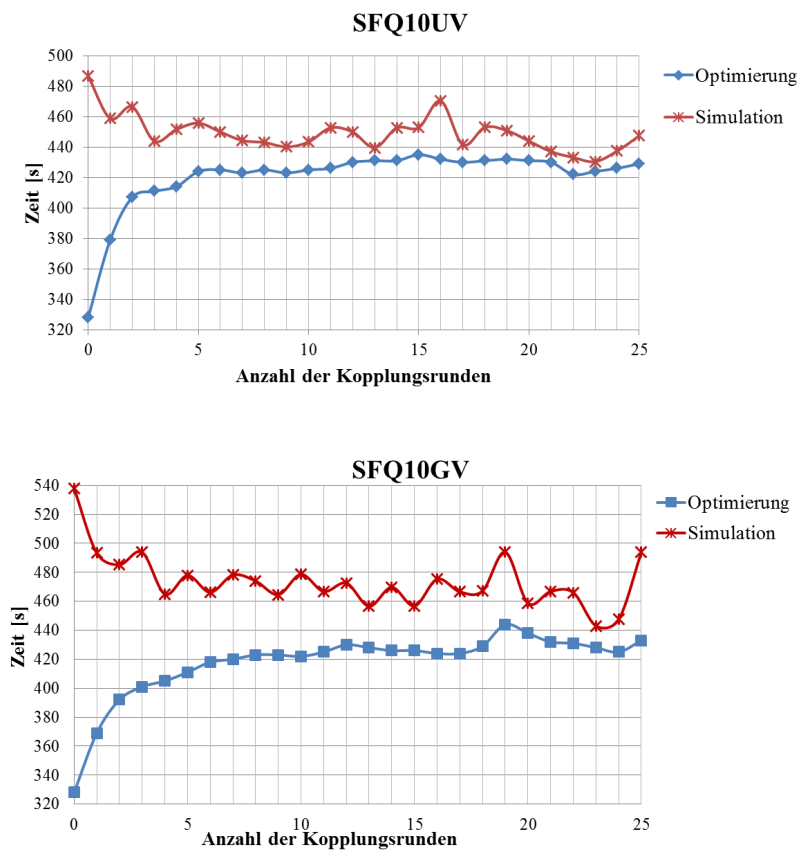 SFQ10UV
500
480
460
440
420
400
380
360
340
320
Zeit [s]
0 5 10 15 20 25
Anzahl der Kopplungsrunden
Optimierung
Simulation
SFQ10GV
540
520
500
480
460
440
420
400
380
360
340
320
Zeit [s]
0 5 10 15 20 25
Anzahl der Kopplungsrunden
Optimierung
Simulation